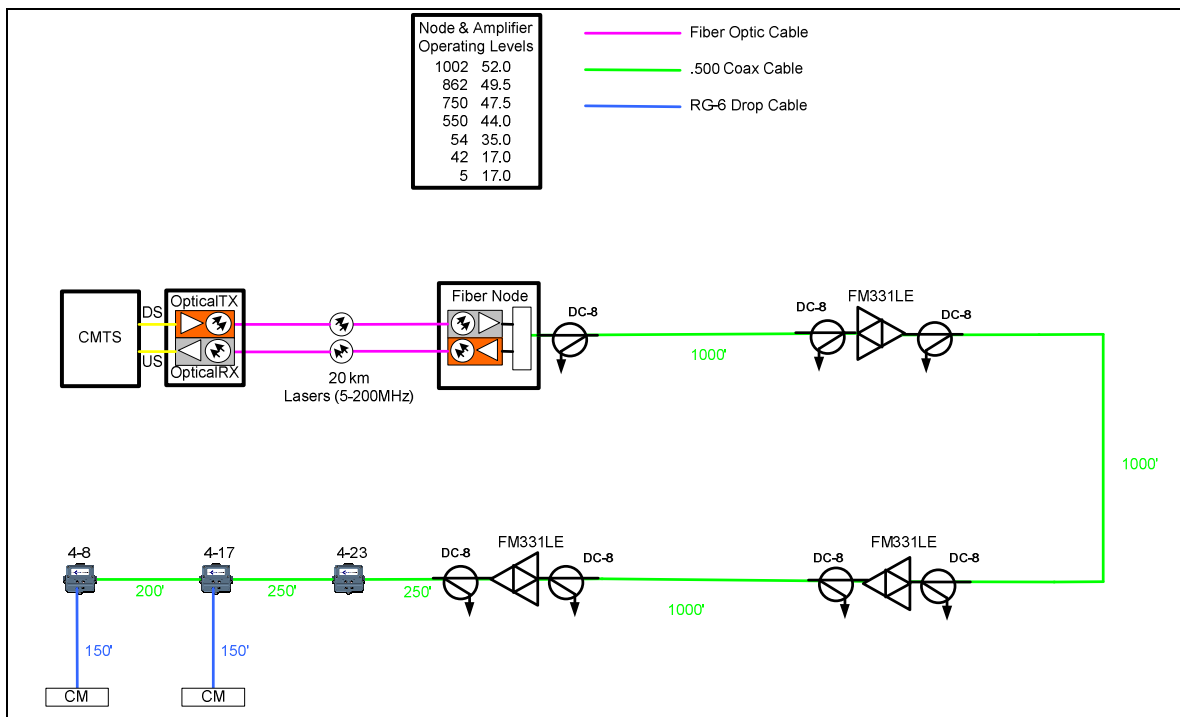 Node & Amplifier
Operating Levels
1002 52.0
862 49.5
750 47.5
550 44.0
54 35.0
42 17.0
5 17.0
Fiber Optic Cable
.500 Coax Cable
RG-6 Drop Cable
CMTS
DS
US
OpticalTX
OpticalRX
20 km
Lasers (5-200MHz)
Fiber Node
DC-8
1000'
DC-8
FM331LE
DC-8
1000'
4-8
200'
4-17
250'
4-23
250'
DC-8
FM331LE
DC-8
1000'
DC-8
FM331LE
DC-8
150'
150'
CM
CM